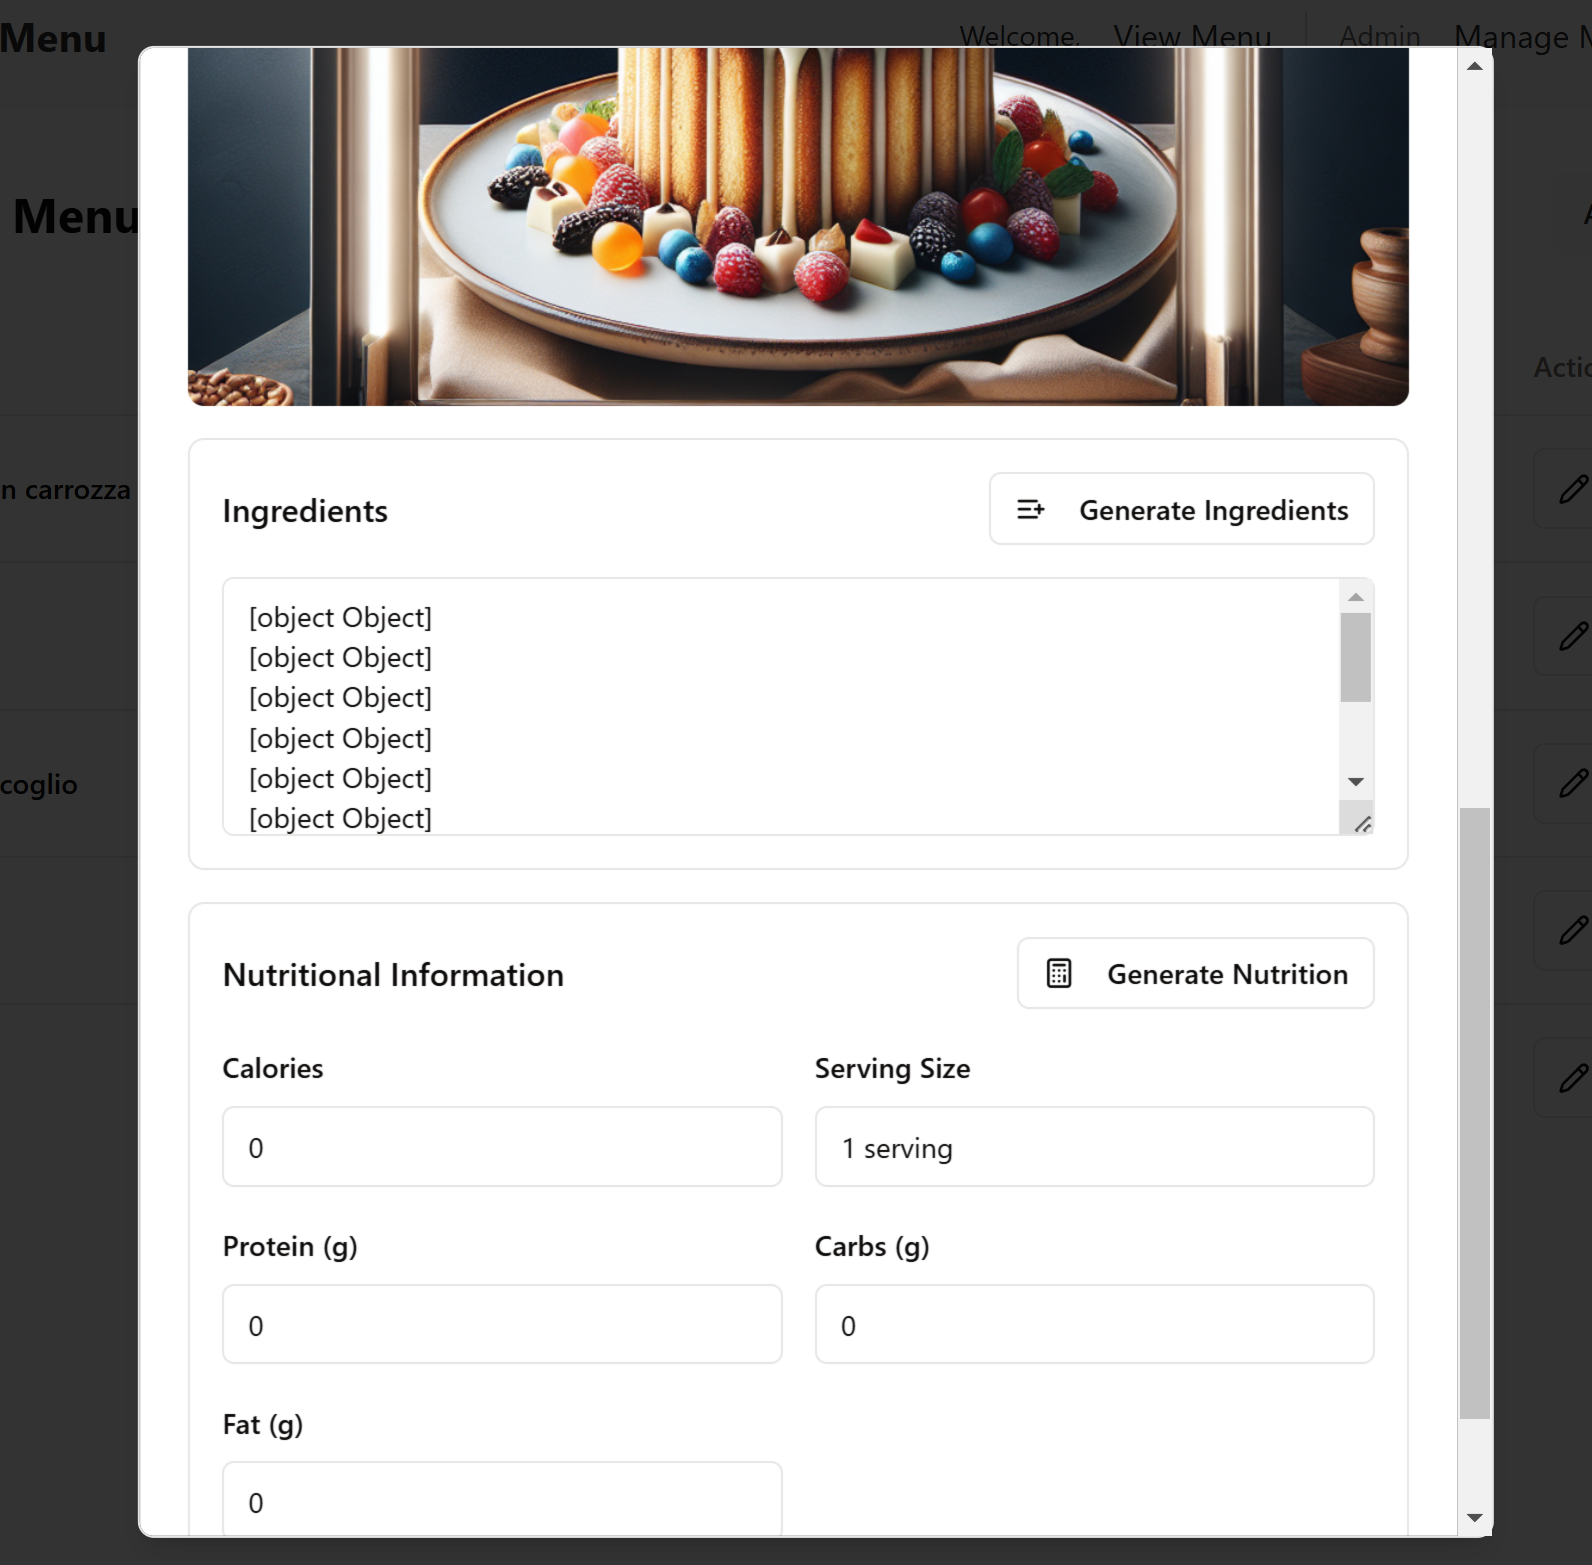 Menu
Welcome,
View Menu
Admin
Manage
Menu
n carrozza
coglio
Ingredients
Generate Ingredients
[object Object]
[object Object]
[object Object]
[object Object]
[object Object]
[object Object]
Nutritional Information
Generate Nutrition
Calories
Serving Size
0
1 serving
Protein (g)
Carbs (g)
0
0
Fat (g)
0